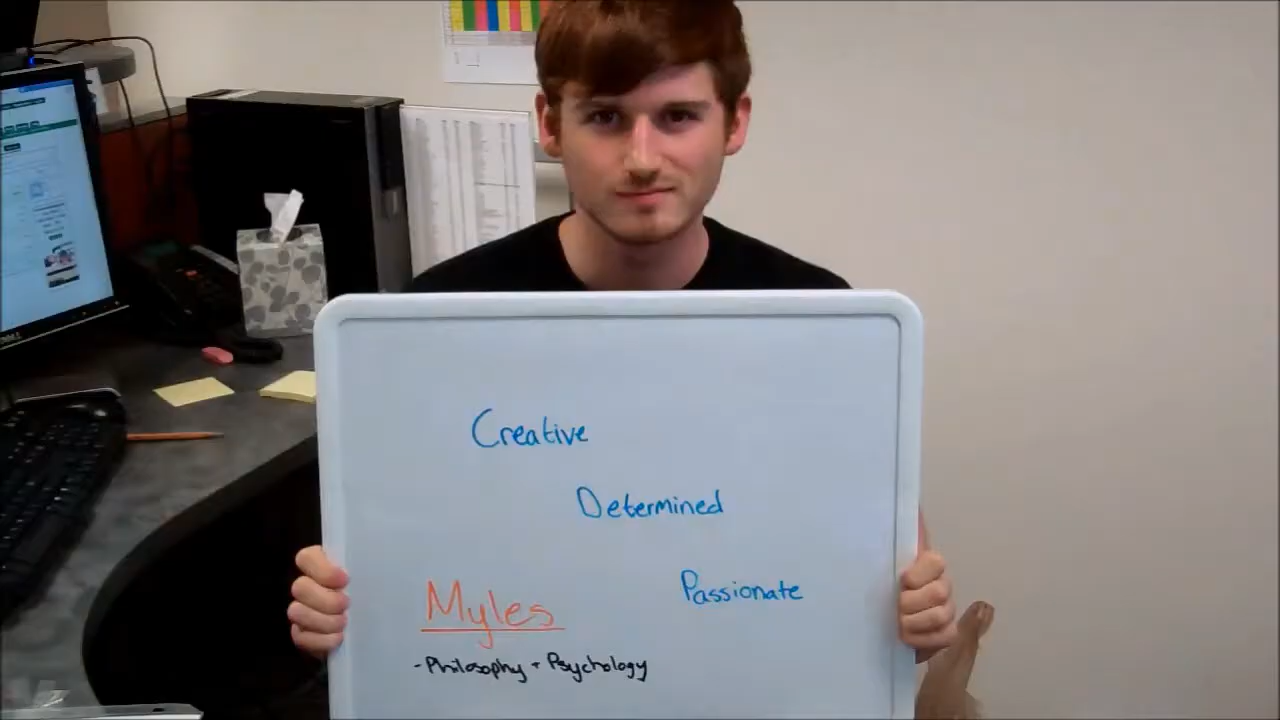 Creative
Determined
Passionate
Myles
- Philosophy + Psychology